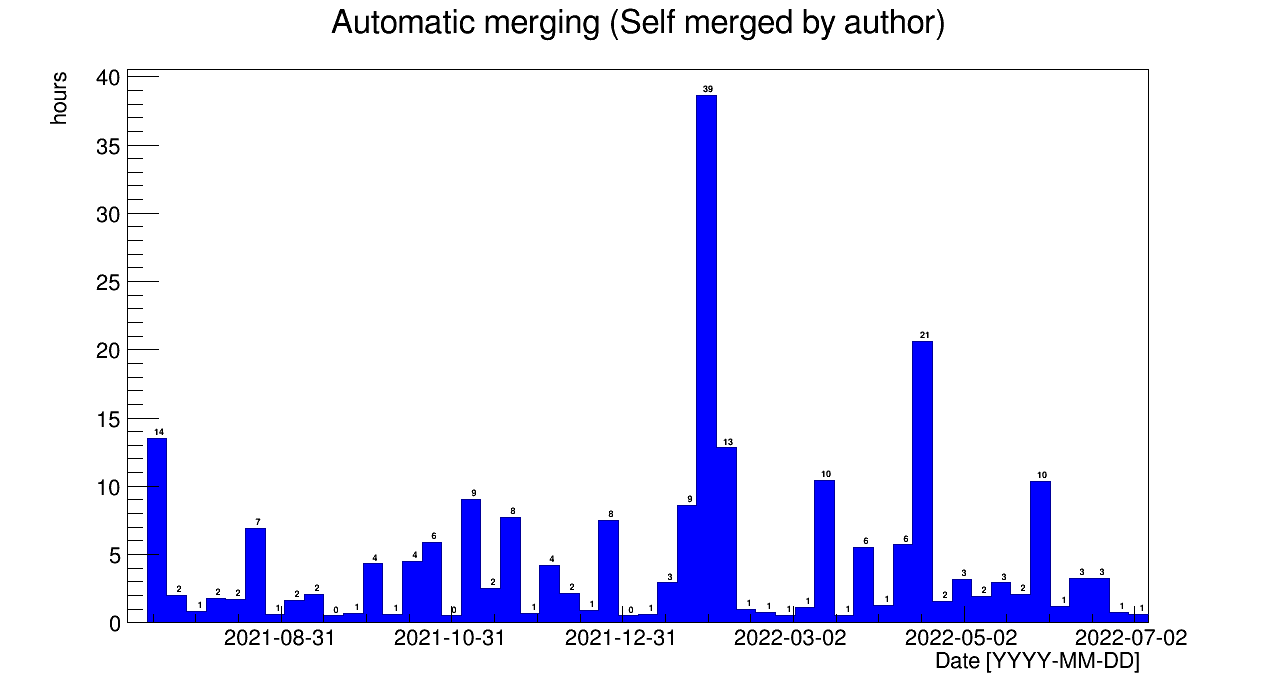 Automatic merging (Self merged by author)
hours
40
35
30
25
20
15
10
5
0
14 2 1 2 2 7 1 2 2 0 1 4 1 4 6 0 9 2 8 1 4 2 1 8 0 1 3 9 39 13 1 1 1 1 10 1 6 1 6 21 2 3 2 3 2 10 1 3 3 1 1
2021-08-31 2021-10-31 2021-12-31 2022-03-02 2022-05-02 2022-07-02
Date [YYYY-MM-DD]